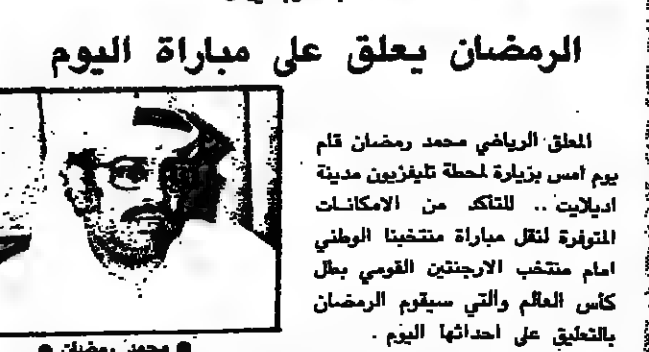 الرمضان يعلق على مباراة اليوم
المعلق الرياضي محمد رمضان قام
يوم امس بزيارة لمحطة تليفزيون مدينة
اديلايت .. للتأكد من الامكانات
المتوفرة لنقل مباراة منتخبنا الوطني
امام منتخب الارجنتين القومي بطل
كأس العالم والتي سيقوم الرمضان
بالتعليق على احداثها اليوم .
● محمد رمضان ●